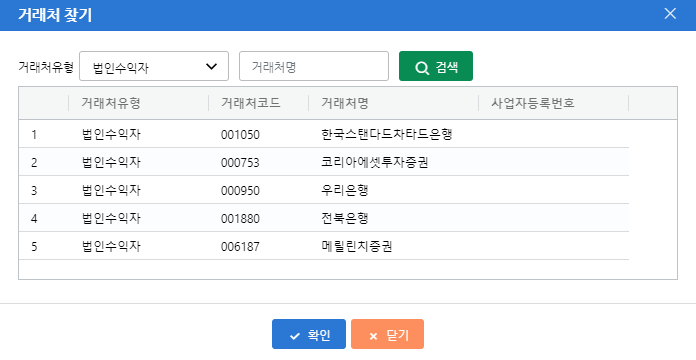 거래처 찾기
거래처유형 법인수익자 거래처명 검색
거래처유형 거래처코드 거래처명 사업자등록번호
1 법인수익자 001050 한국스탠다드차타드은행
2 법인수익자 000753 코리아에셋투자증권
3 법인수익자 000950 우리은행
4 법인수익자 001880 전북은행
5 법인수익자 006187 메릴린치증권
확인 닫기